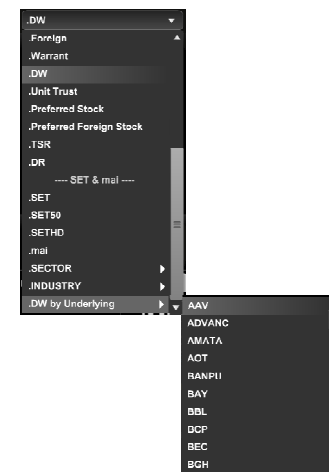 .DW
.Foreign
.Warrant
.DW
.Unit Trust
.Preferred Stock
.Preferred Foreign Stock
.TSR
.DR
---- SET & mai ----
.SET
.SET50
.SETHD
.mai
.SECTOR
.INDUSTRY
.DW by Underlying
AAV
ADVANC
AMATA
AOT
BANPU
BAY
BBL
BCP
BEC
BGH